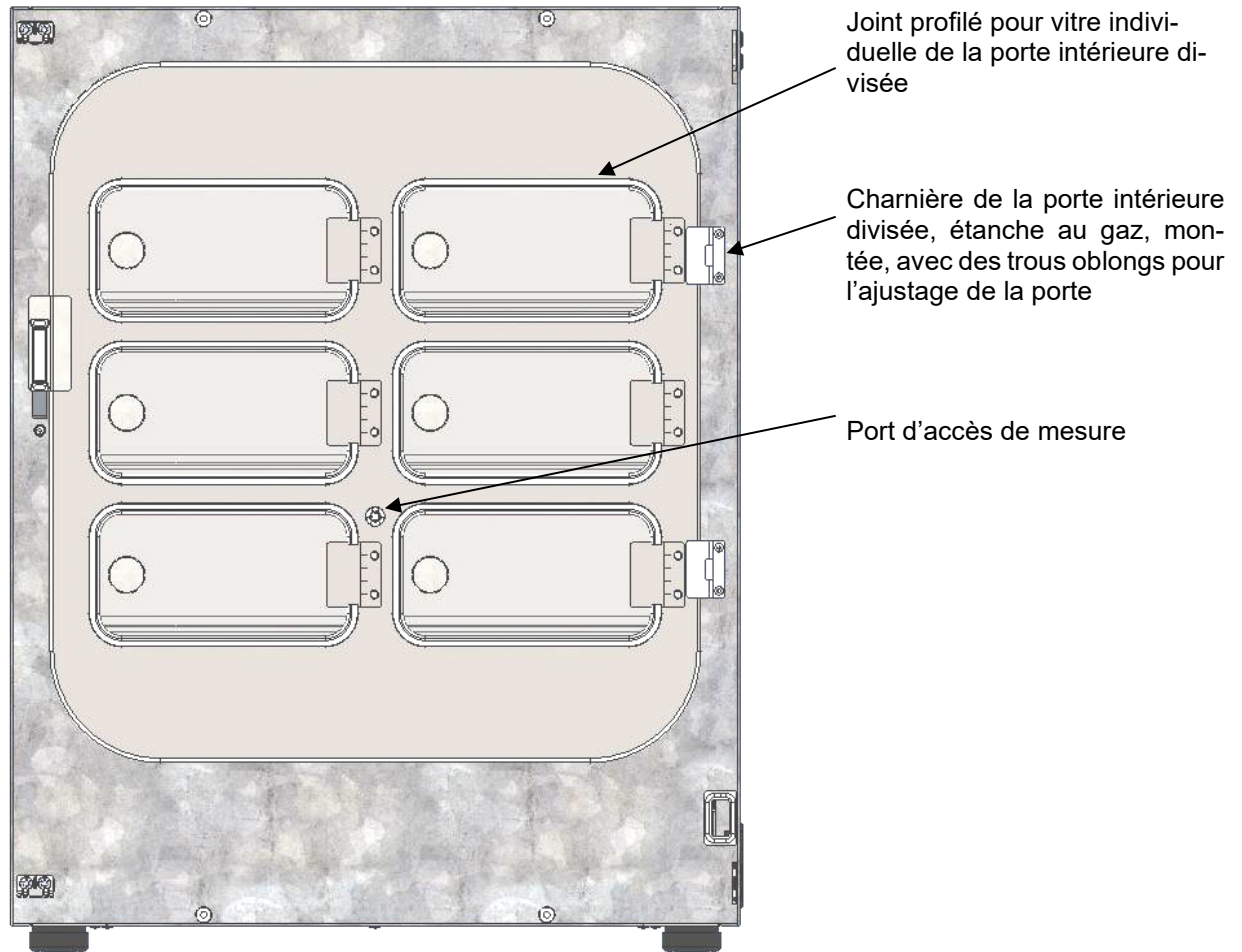 Joint profilé pour vitre indivi-
duelle de la porte intérieure di-
visée
Charnière de la porte intérieure
divisée, étanche au gaz, mon-
tée, avec des trous oblongs pour
l’ajustage de la porte
Port d’accès de mesure